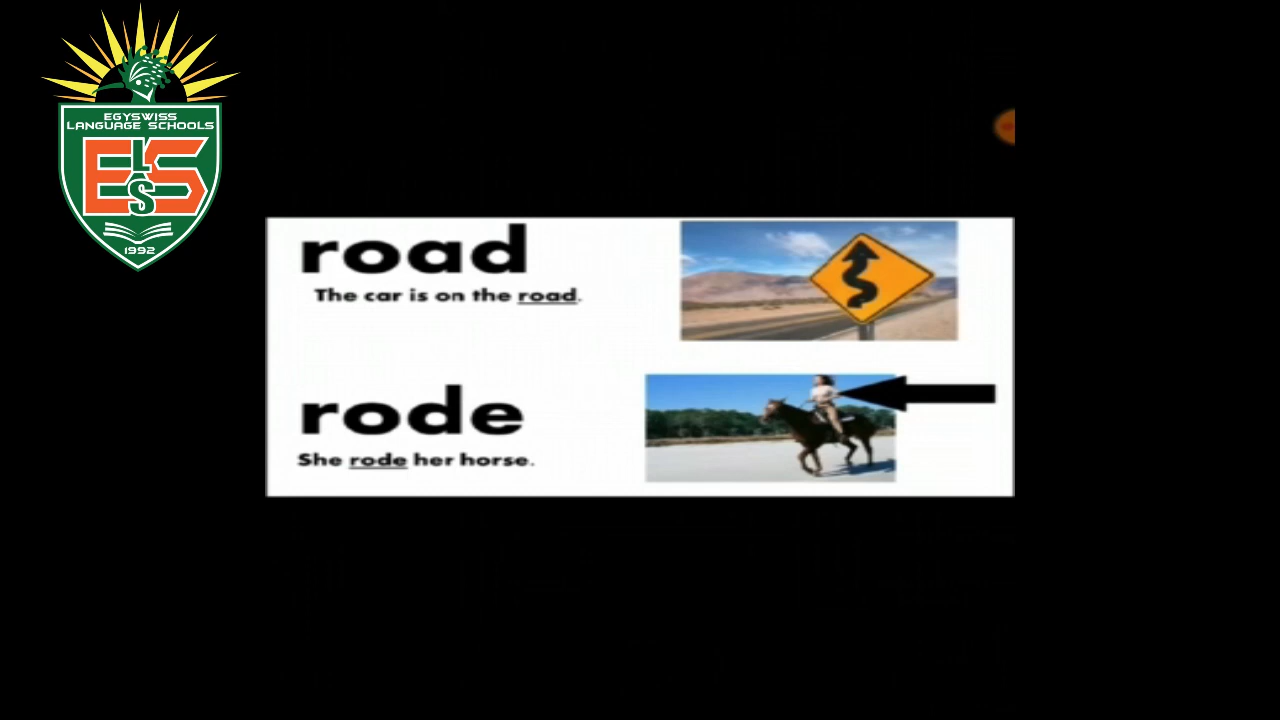 EGYSWISS
LANGUAGE SCHOOLS
ELS
S
1992
road
The car is on the road.
rode
She rode her horse.